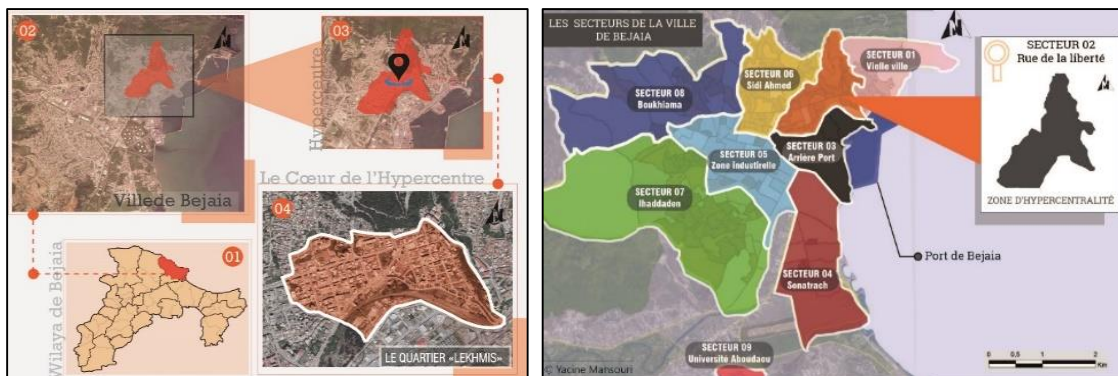 02
Ville de Bejaia
03
Hypercentre
Le Cœur de l'Hypercentre
04
LE QUARTIER «LEKHMIS»
01
Wilaya de Bejaia
LES SECTEURS DE LA VILLE
DE BEJAIA
SECTEUR 01
Vielle ville
SECTEUR 06
Sidi Ahmed
SECTEUR 08
Boukhiama
SECTEUR 03
Arrière Port
SECTEUR 05
Zone industirelle
SECTEUR 07
Ihaddaden
SECTEUR 04
Sonatrach
SECTEUR 09
Université Aboudaou
SECTEUR 02
Rue de la liberté
ZONE D'HYPERCENTRALITÉ
Port de Bejaia
© Yacine Mansouri
0 0.5 1 2
Km